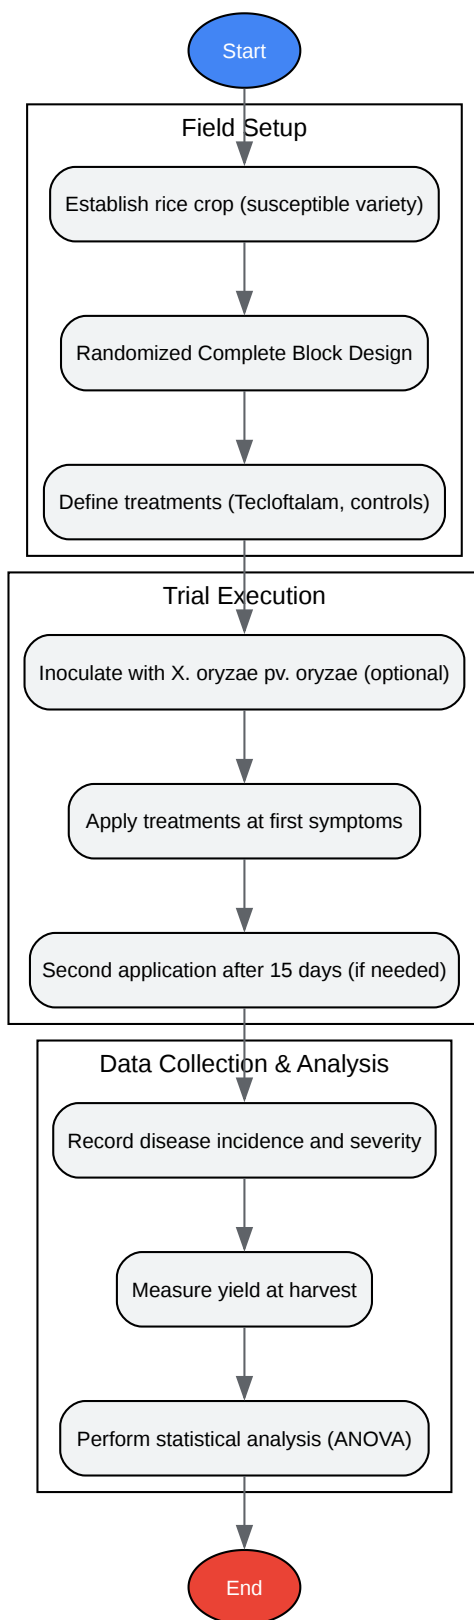 Start
Field Setup
Establish rice crop (susceptible variety)
Randomized Complete Block Design
Define treatments (Tecloftalam, controls)
Trial Execution
Inoculate with X. oryzae pv. oryzae (optional)
Apply treatments at first symptoms
Second application after 15 days (if needed)
Data Collection & Analysis
Record disease incidence and severity
Measure yield at harvest
Perform statistical analysis (ANOVA)
End